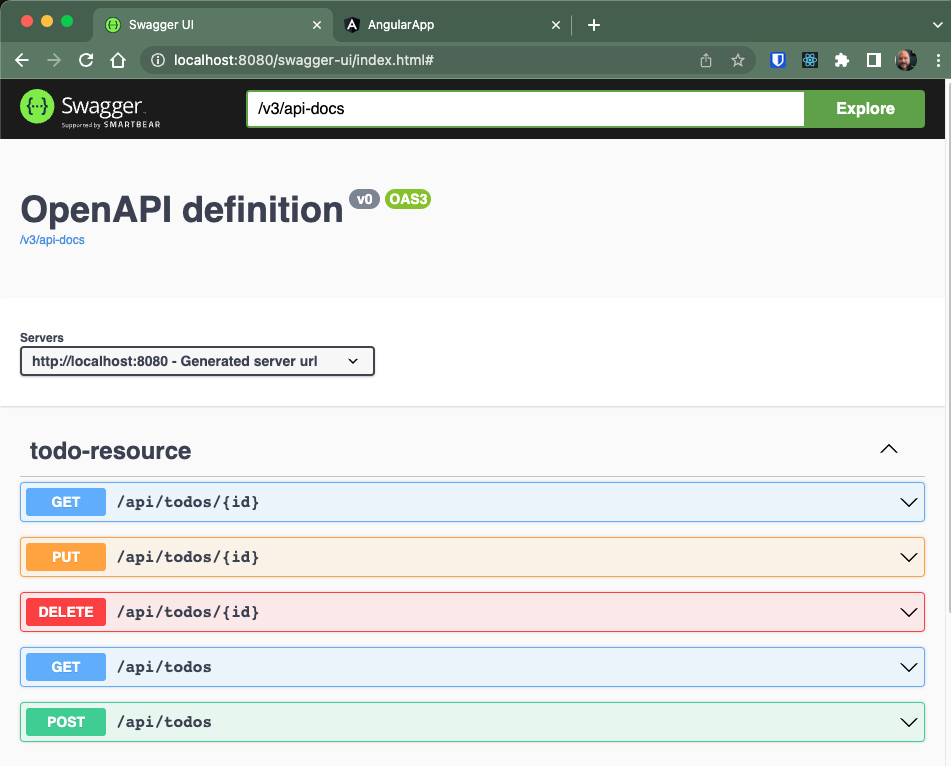 Swagger UI
AngularApp
localhost:8080/swagger-ui/index.html#
Swagger
Supported by SMARTBEAR
/v3/api-docs
Explore
OpenAPI definition v0 OAS3
/v3/api-docs
Servers
http://localhost:8080 - Generated server url
todo-resource
GET /api/todos/{id}
PUT /api/todos/{id}
DELETE /api/todos/{id}
GET /api/todos
POST /api/todos